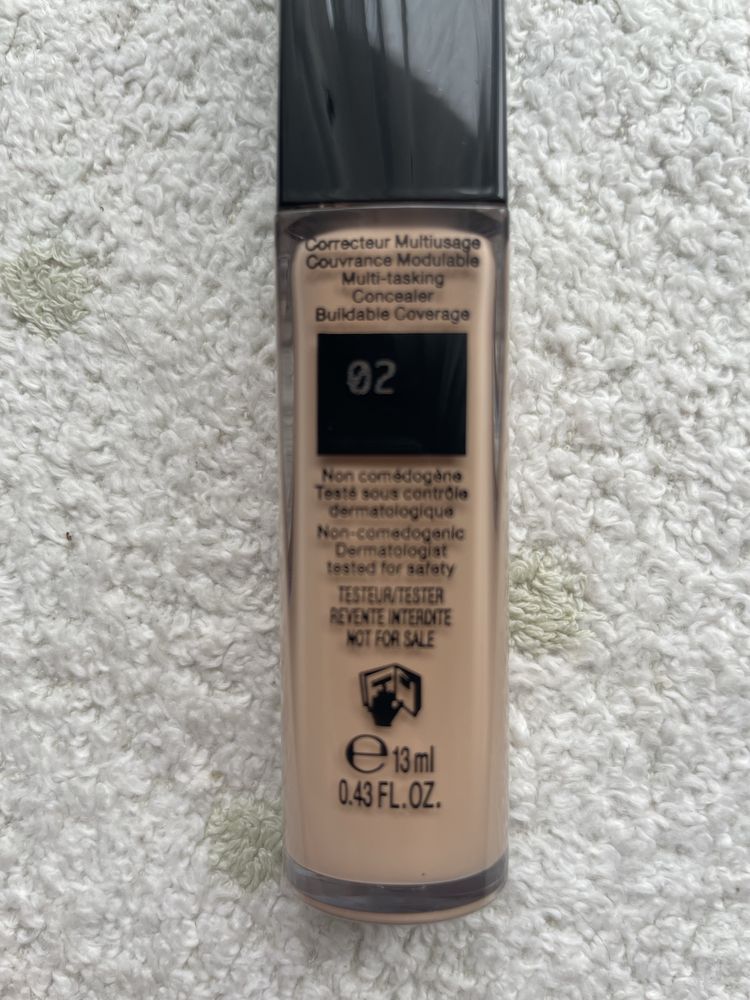 Correcteur Multiusage
Couvrance Modulable
Multi-tasking
Concealer
Buildable Coverage
02
Non comédogène
Testé sous contrôle
dermatologique
Non-comedogenic
Dermatologist
tested for safety
TESTEUR/TESTER
REVENTE INTERDITE
NOT FOR SALE
e 13 ml
0.43 FL.OZ.